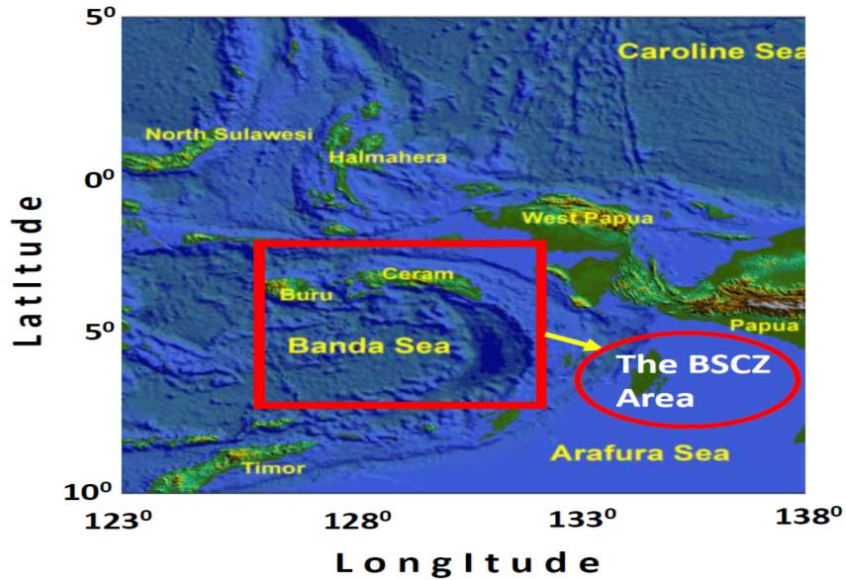 5⁰
Caroline Sea
North Sulawesi
Halmahera
0⁰
West Papua
Ceram
Buru
Banda Sea
5⁰
Papua
The BSCZ
Area
Arafura Sea
Timor
10⁰
123⁰
128⁰
133⁰
138⁰
LatItude
LongItude